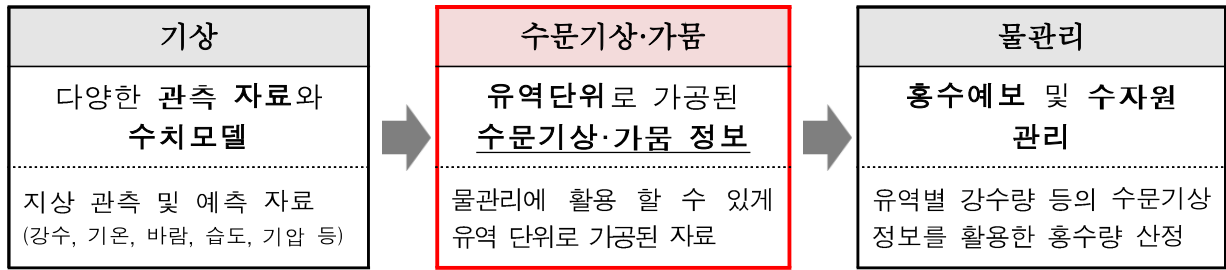 기상
다양한 관측 자료와
수치모델
지상 관측 및 예측 자료
(강수, 기온, 바람, 습도, 기압 등)
수문기상·가뭄
유역단위로 가공된
수문기상·가뭄 정보
물관리에 활용 할 수 있게
유역 단위로 가공된 자료
물관리
홍수예보 및 수자원
관리
유역별 강수량 등의 수문기상
정보를 활용한 홍수량 산정